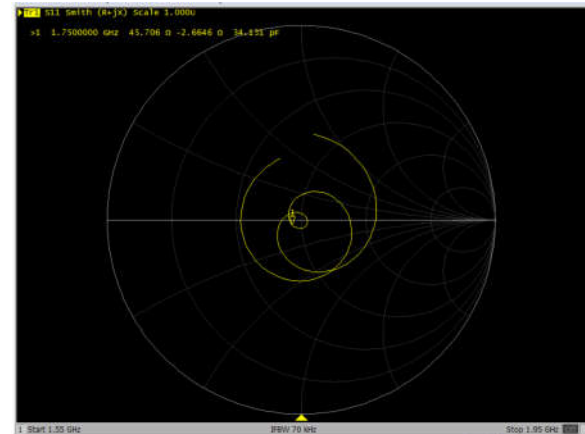 Tr1 S11 Smith (R+jX) Scale 1.000U
>1 1.7500000 GHz 45.706 Ω -2.6646 Ω 34.131 pF
1
1 Start 1.55 GHz IFBW 70 kHz Stop 1.95 GHz